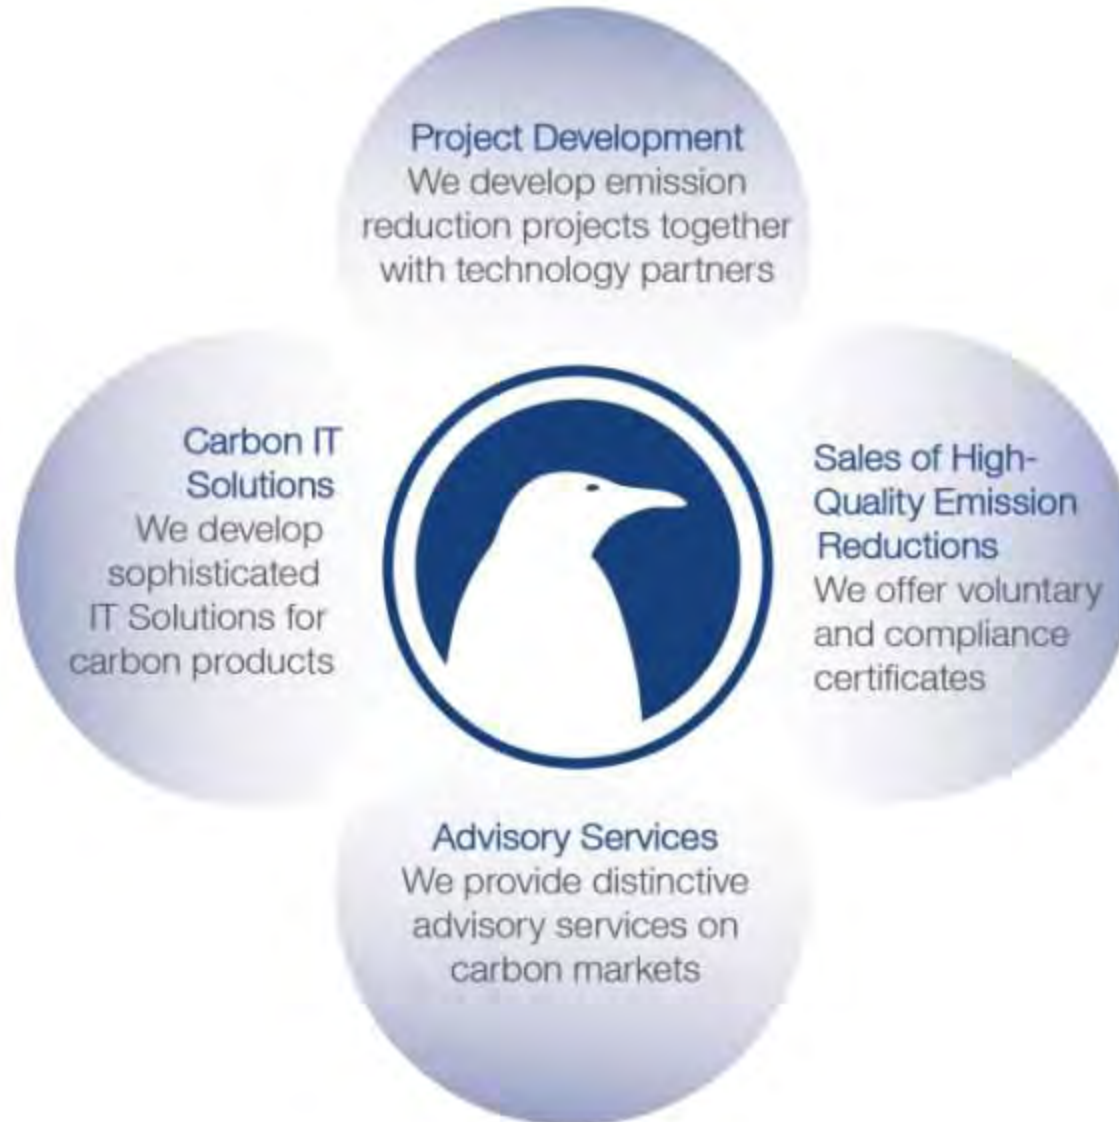 Project Development
We develop emission
reduction projects together
with technology partners
Carbon IT
Solutions
We develop
sophisticated
IT Solutions for
carbon products
Sales of High-
Quality Emission
Reductions
We offer voluntary
and compliance
certificates
Advisory Services
We provide distinctive
advisory services on
carbon markets